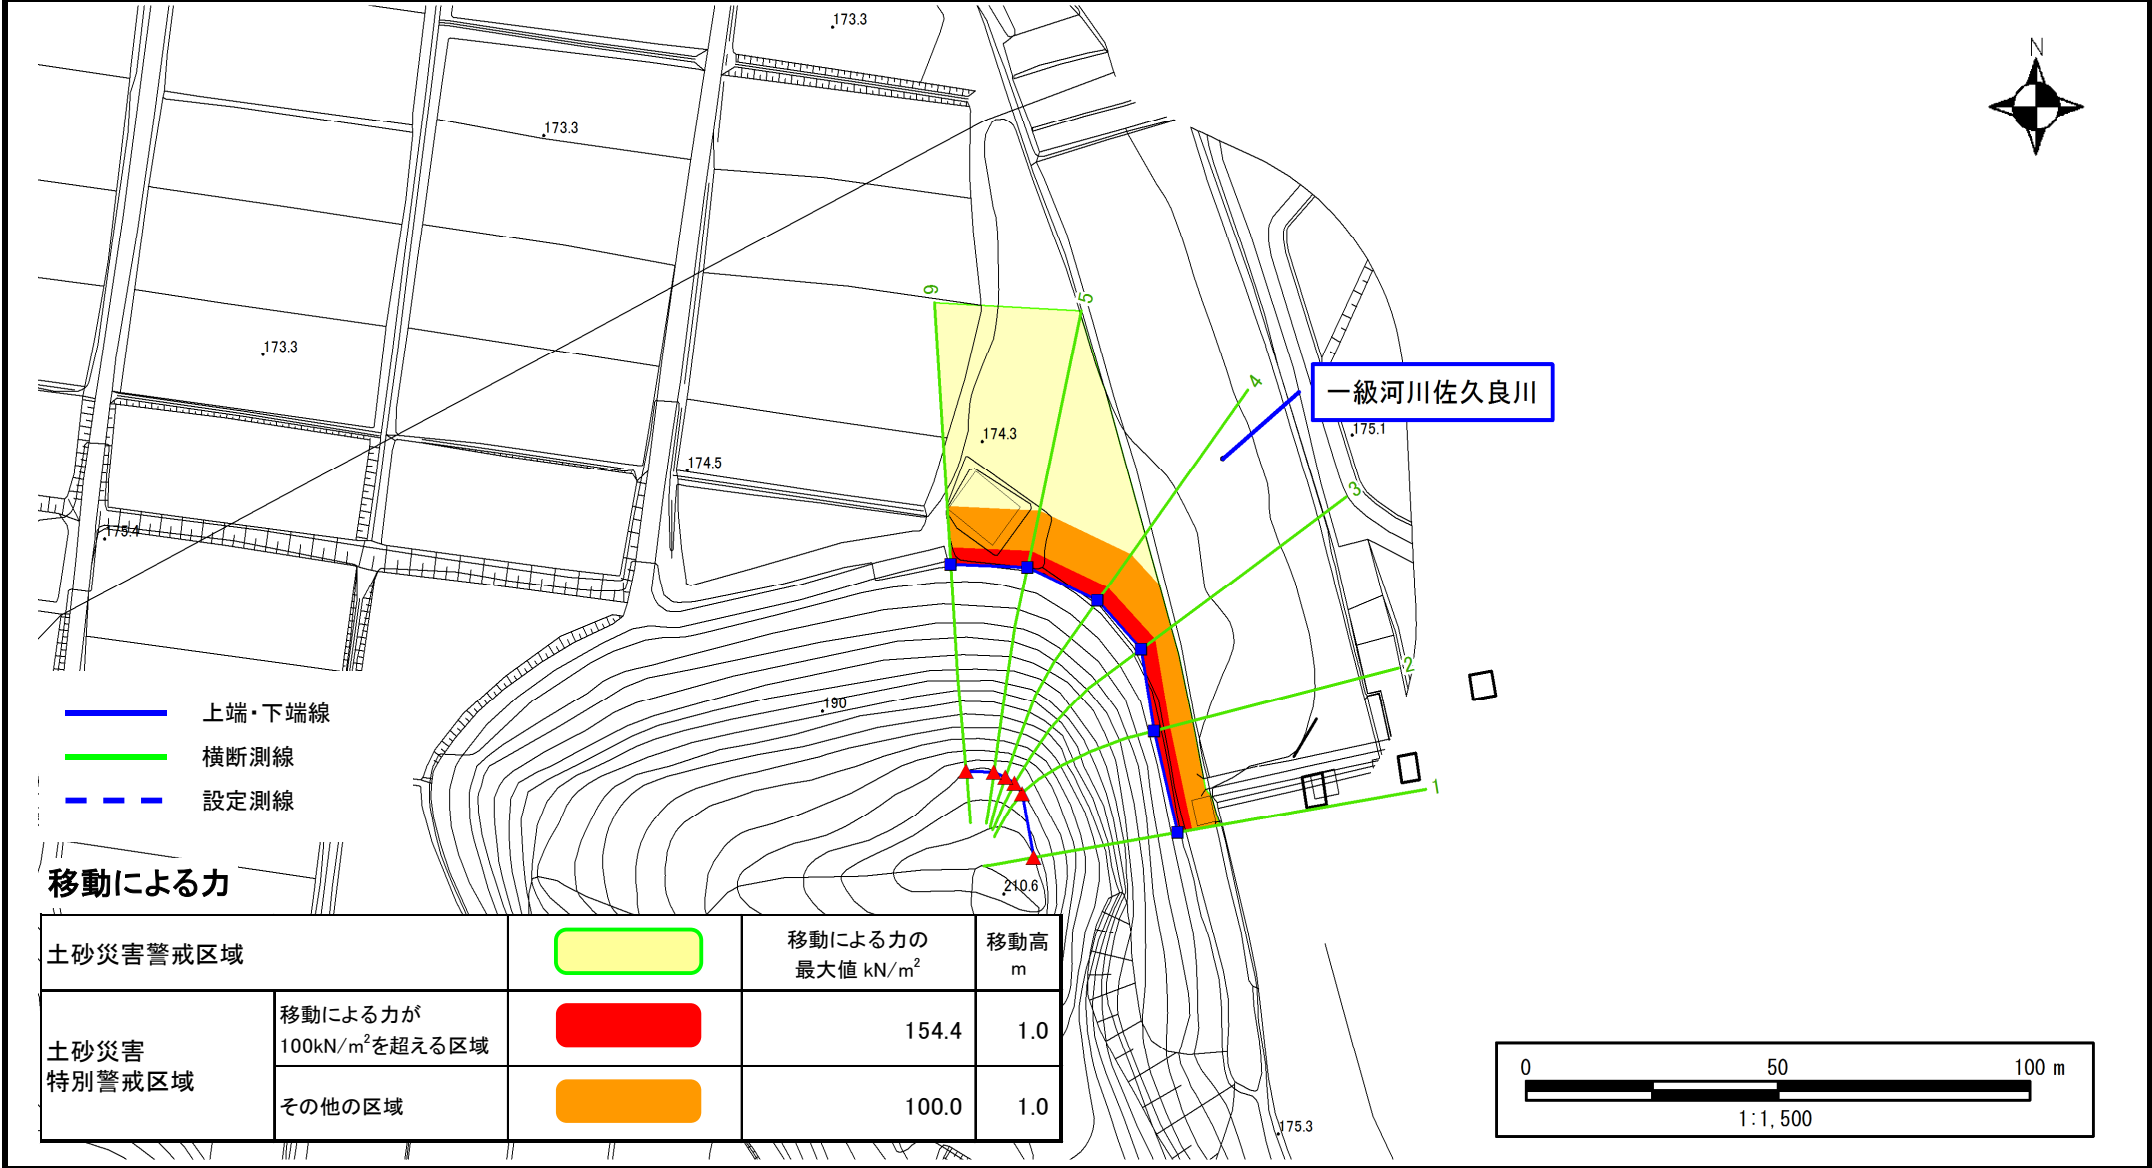 N
173.3
173.3
9
5
4
173.3
一級河川佐久良川
175.1
174.3
174.5
3
175.4
2
190
上端・下端線
横断測線
設定測線
1
移動による力
210.6
土砂災害警戒区域
移動による力の
最大値 kN/m²
移動高
m
土砂災害
特別警戒区域
移動による力が
100kN/m²を超える区域
154.4
1.0
その他の区域
100.0
1.0
0 50 100 m
1:1,500
175.3